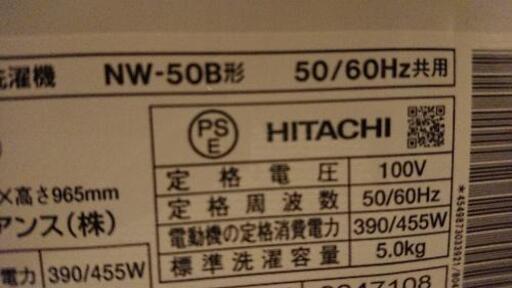 洗濯機 NW-50B形 50/60Hz共用
PS
E
HITACHI
定格電圧 100V
定格周波数 50/60Hz
電動機の定格消費電力 390/455W
標準洗濯容量 5.0kg
×高さ965mm
アンス(株)
電力 390/455W